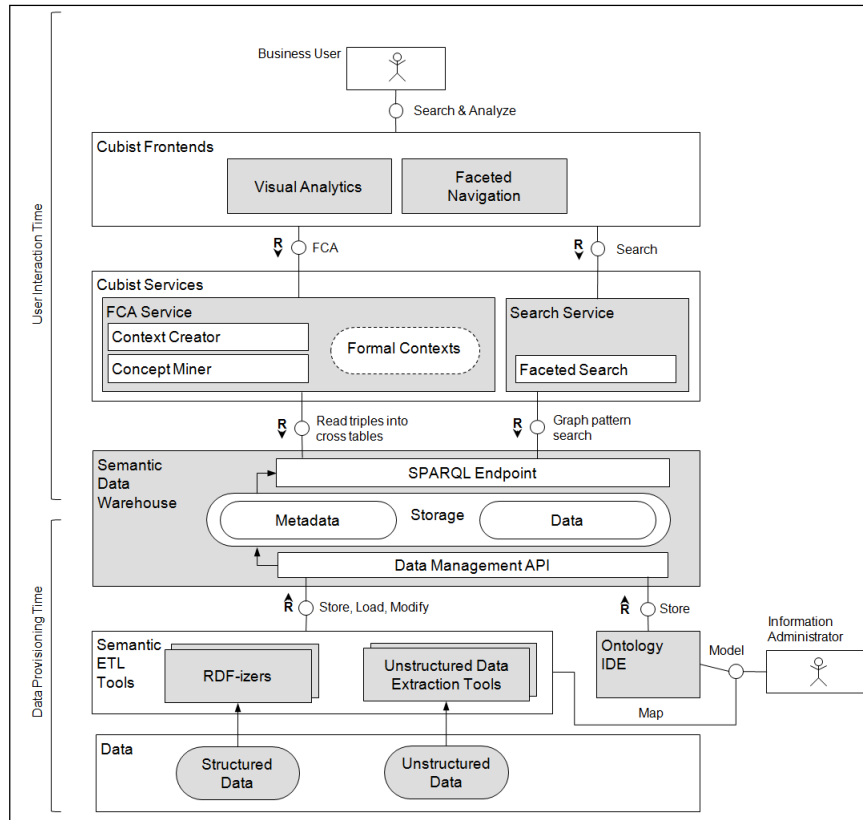 Business User
Search & Analyze
Cubist Frontends
Visual Analytics
Faceted
Navigation
User Interaction Time
R
FCA
R
Search
Cubist Services
FCA Service
Context Creator
Concept Miner
Formal Contexts
Search Service
Faceted Search
R
Read triples into
cross tables
R
Graph pattern
search
Semantic
Data
Warehouse
SPARQL Endpoint
Metadata
Storage
Data
Data Management API
Data Provisioning Time
R
Store, Load, Modify
R
Store
Semantic
ETL
Tools
RDF-izers
Unstructured Data
Extraction Tools
Ontology
IDE
Model
Information
Administrator
Map
Data
Structured
Data
Unstructured
Data